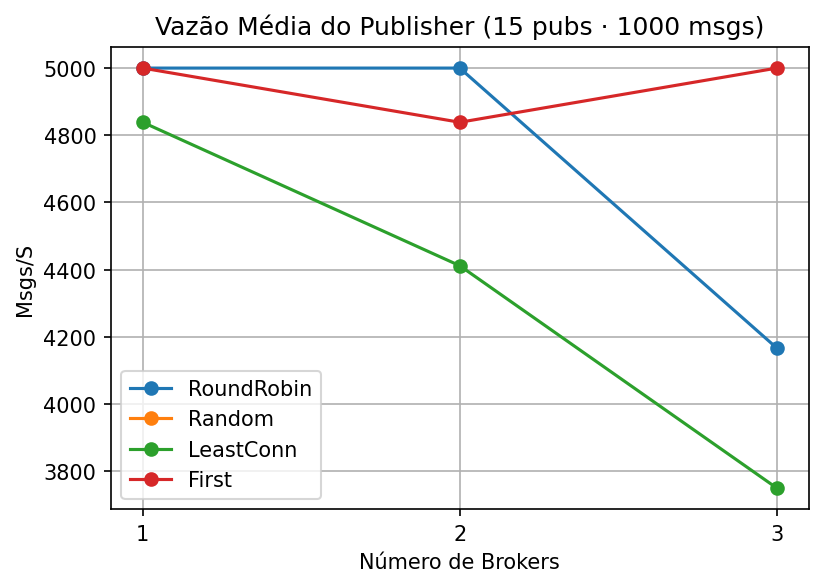 Vazão Média do Publisher (15 pubs · 1000 msgs)
5000
4800
4600
4400
4200
4000
3800
Msgs/S
RoundRobin
Random
LeastConn
First
1 2 3
Número de Brokers